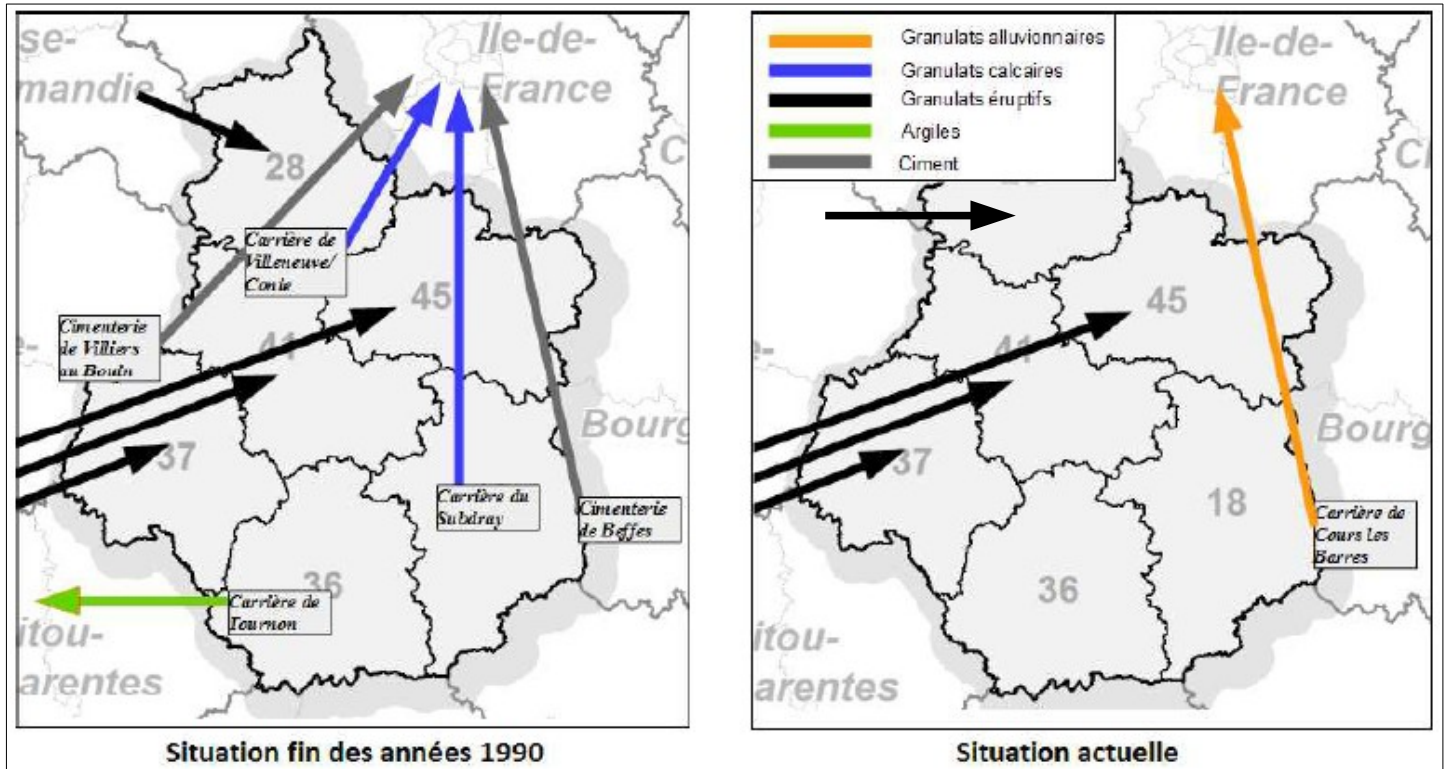 se-
mandie
Ile-de-
France
28
C
Carrière de
Villeneuve/
Conie
45
Cimenterie
de Villiers
au Bouin
41
Bourg
37
Carrière du
Subdray
Cimenterie
de Beffes
36
Carrière de
Tournon
itou-
arentes
Situation fin des années 1990
Granulats alluvionnaires
Granulats calcaires
Granulats éruptifs
Argiles
Ciment
Ile-de-
France
45
41
e-
Bourg
37
18
Carrière de
Cours les
Barres
36
itou-
arentes
Situation actuelle